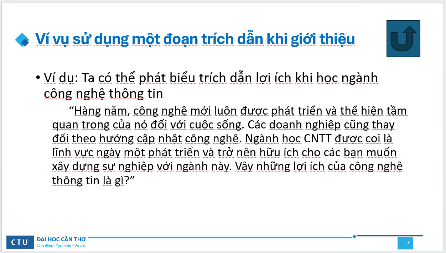 Ví vụ sử dụng một đoạn trích dẫn khi giới thiệu
• Ví dụ: Ta có thể phát biểu trích dẫn lợi ích khi học ngành
công nghệ thông tin
"Hàng năm, công nghệ mới luôn được phát triển và thể hiện tầm
quan trong của nó đối với cuộc sống. Các doanh nghiệp cũng thay
đổi theo hướng cập nhật công nghệ. Ngành học CNTT được coi là
lĩnh vực ngày một phát triển và trở nên hữu ích cho các bạn muốn
xây dựng sự nghiệp với ngành này. Vậy những lợi ích của công nghệ
thông tin là gì?"
CTU ĐẠI HỌC CẦN THƠ